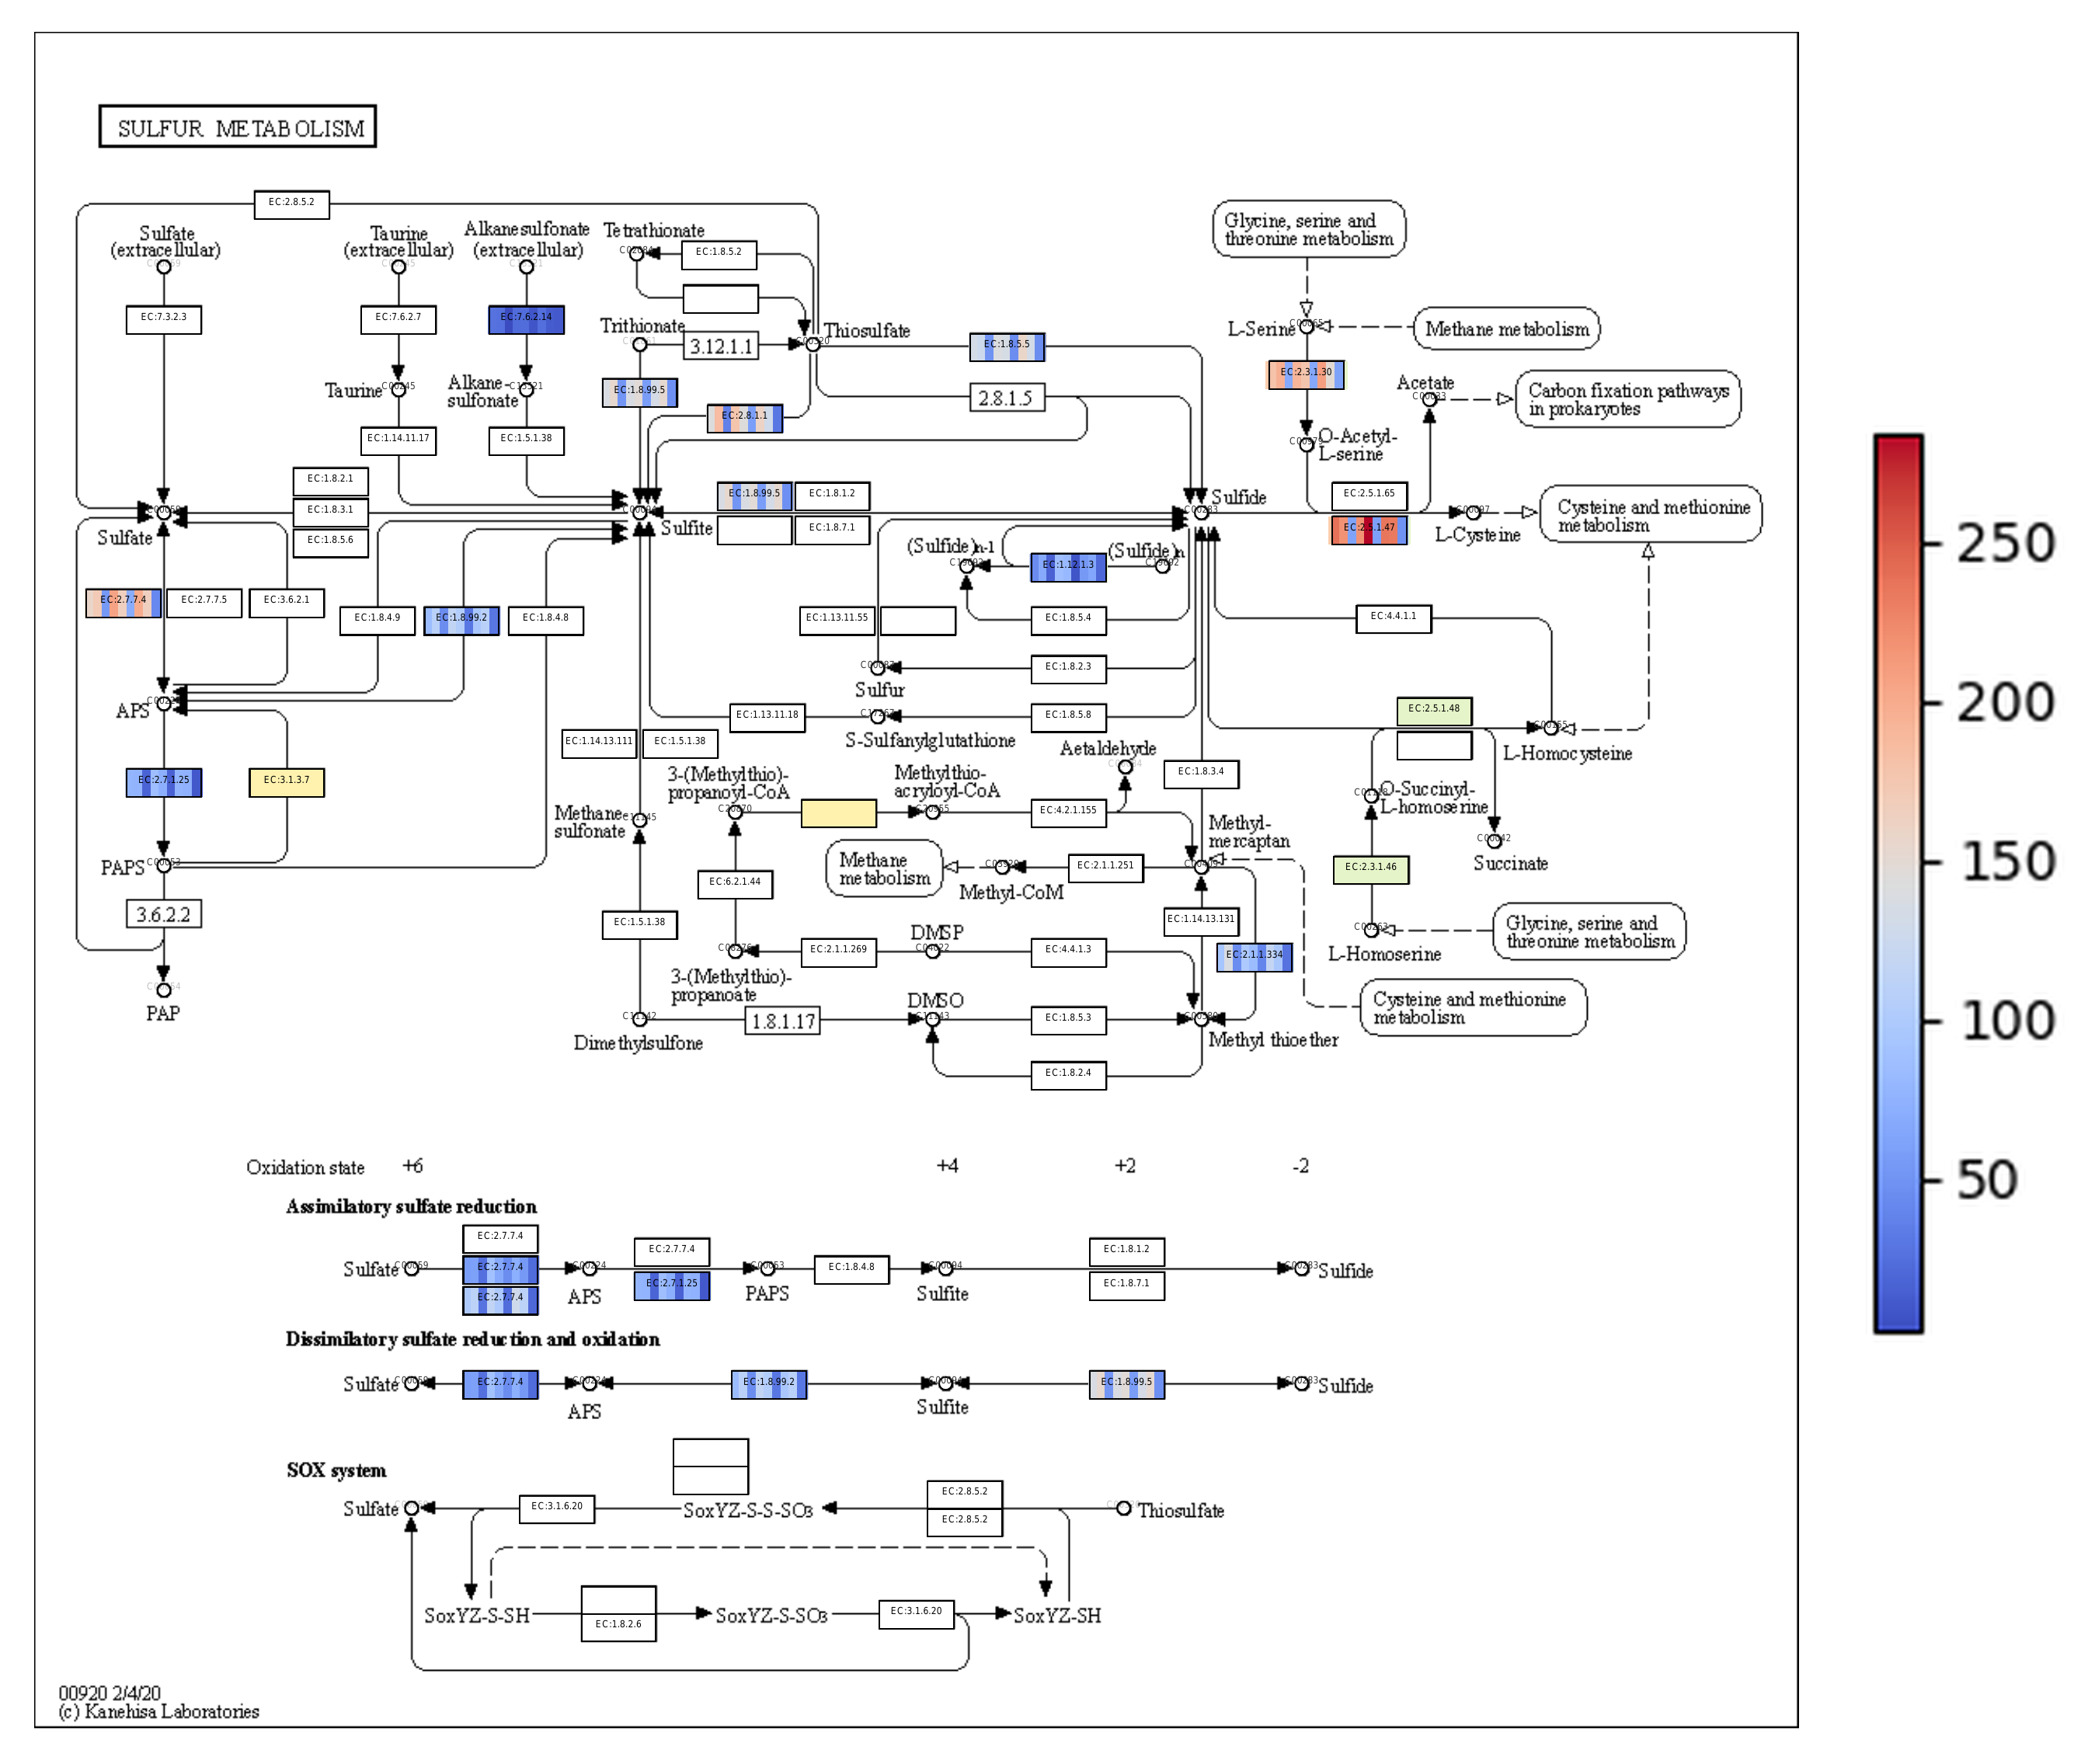 SULFUR METABOLISM
EC:2.8.5.2
Sulfate
(extracellular)
Taurine
(extracellular)
Alkanesulfonate
(extracellular)
Tetrathionate
EC:1.8.5.2
Glycine, serine and
threonine metabolism
EC:7.3.2.3
EC:7.6.2.7
EC:7.6.2.14
Trithionate
3.12.1.1
Thiosulfate
EC:1.8.5.5
L-Serine
Methane metabolism
Taurine
C00245
Alkane-
sulfonate
EC:1.8.99.5
EC:2.8.1.1
2.8.1.5
EC:2.3.1.30
Acetate
Carbon fixation pathways
in prokaryotes
EC:1.14.11.17
EC:1.5.1.38
O-Acetyl-
L-serine
EC:1.8.2.1
EC:1.8.3.1
EC:1.8.5.6
EC:1.8.99.5
EC:1.8.1.2
EC:1.8.7.1
Sulfate
Sulfite
Sulfide
EC:2.5.1.65
EC:2.5.1.47
L-Cysteine
Cysteine and methionine
metabolism
(Sulfide)n-1
EC:1.12.1.3
(Sulfide)n
EC:2.7.7.4
EC:2.7.7.5
EC:3.6.2.1
EC:1.8.4.9
EC:1.8.99.2
EC:1.8.4.8
EC:1.13.11.55
EC:1.8.5.4
EC:4.4.1.1
EC:1.8.2.3
Sulfur
APS
EC:1.13.11.18
EC:1.8.5.8
S-Sulfanylglutathione
EC:2.5.1.48
L-Homocysteine
EC:1.14.13.111
EC:1.5.1.38
Aetaldehyde
EC:2.7.1.25
EC:3.1.3.7
3-(Methylthio)-
propanoyl-CoA
Methylthio-
acryloyl-CoA
EC:1.8.3.4
EC:4.2.1.155
O-Succinyl-
L-homoserine
Methane-
sulfonate
Methyl-
mercaptan
C00042
Succinate
PAPS
C00053
Methane
metabolism
Methyl-CoM
EC:2.1.1.251
EC:2.3.1.46
EC:6.2.1.44
3.6.2.2
EC:1.5.1.38
EC:1.14.13.131
L-Homoserine
Glycine, serine and
threonine metabolism
DMSP
C04022
EC:2.1.1.269
EC:4.4.1.3
EC:2.1.1.334
3-(Methylthio)-
propanoate
PAP
C11142
Dimethylsulfone
1.8.1.17
DMSO
C11143
EC:1.8.5.3
Methyl thioether
Cysteine and methionine
metabolism
EC:1.8.2.4
Oxidation state
+6
+4
+2
-2
Assimilatory sulfate reduction
EC:2.7.7.4
EC:2.7.7.4
EC:2.7.7.4
Sulfate
C00059
C00224
APS
EC:2.7.7.4
EC:2.7.1.25
C00053
PAPS
EC:1.8.4.8
C00094
Sulfite
EC:1.8.1.2
EC:1.8.7.1
C00283
Sulfide
Dissimilatory sulfate reduction and oxidation
Sulfate
EC:2.7.7.4
APS
EC:1.8.99.2
Sulfite
EC:1.8.99.5
C00283
Sulfide
SOX system
Sulfate
EC:3.1.6.20
SoxYZ-S-S-SO3
EC:2.8.5.2
EC:2.8.5.2
Thiosulfate
SoxYZ-S-SH
EC:1.8.2.6
SoxYZ-S-SO3
EC:3.1.6.20
SoxYZ-SH
00920 2/4/20
(c) Kanehisa Laboratories
250
200
150
100
50